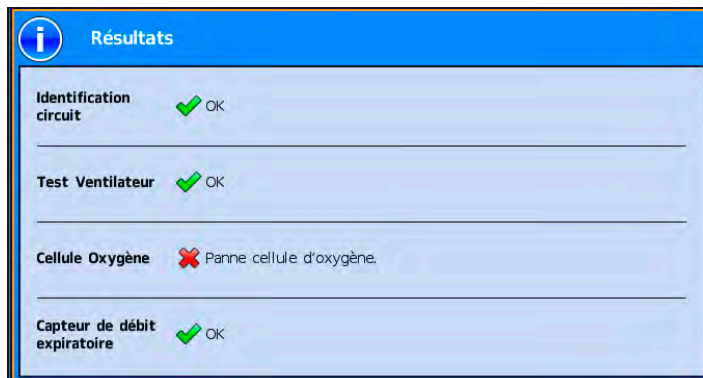 Résultats
Identification
circuit
OK
Test Ventilateur
OK
Cellule Oxygène
Panne cellule d'oxygène.
Capteur de débit
expiratoire
OK